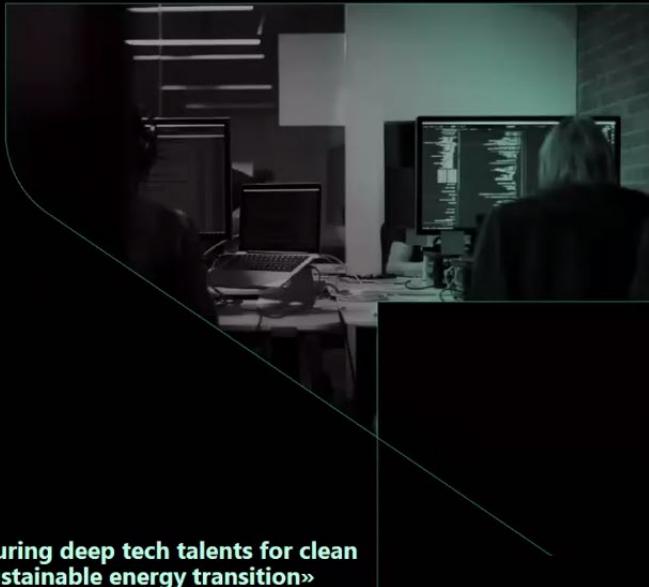 uring deep tech talents for clean
stainable energy transition»